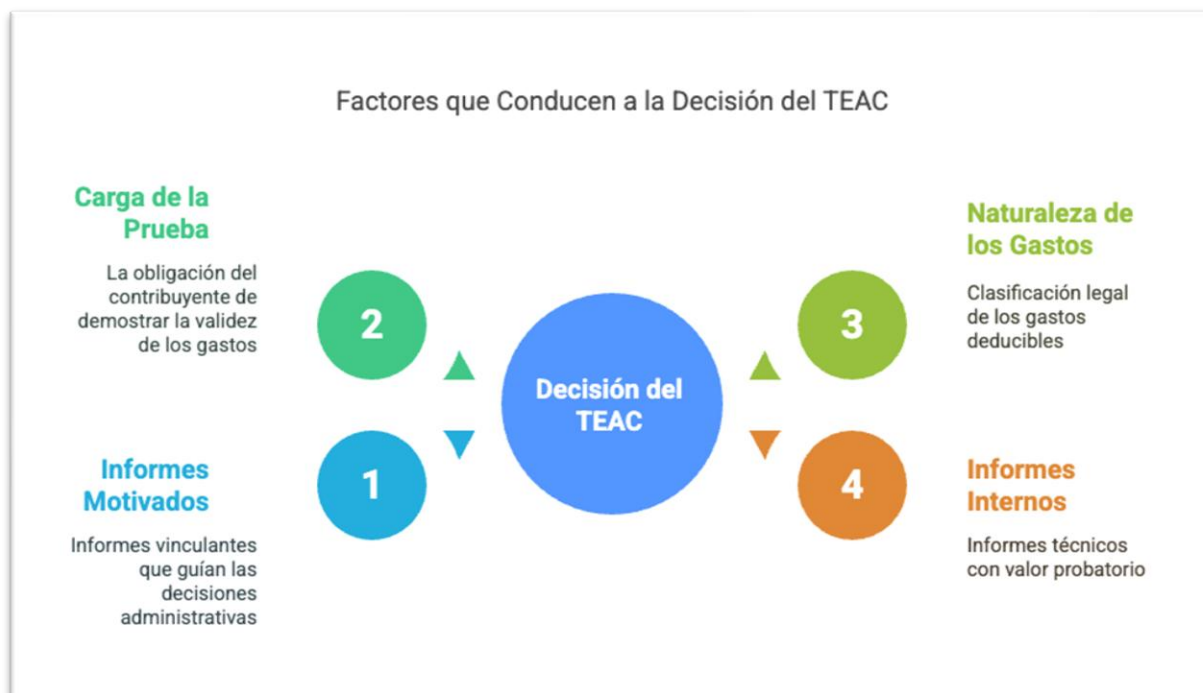 Factores que Conducen a la Decisión del TEAC
Carga de la
Prueba
La obligación del
contribuyente de
demostrar la validez
de los gastos
2
Naturaleza de
los Gastos
Clasificación legal
de los gastos
deducibles
3
Decisión del
TEAC
Informes
Motivados
Informes vinculantes
que guían las
decisiones
administrativas
1
4
Informes
Internos
Informes técnicos
con valor probatorio